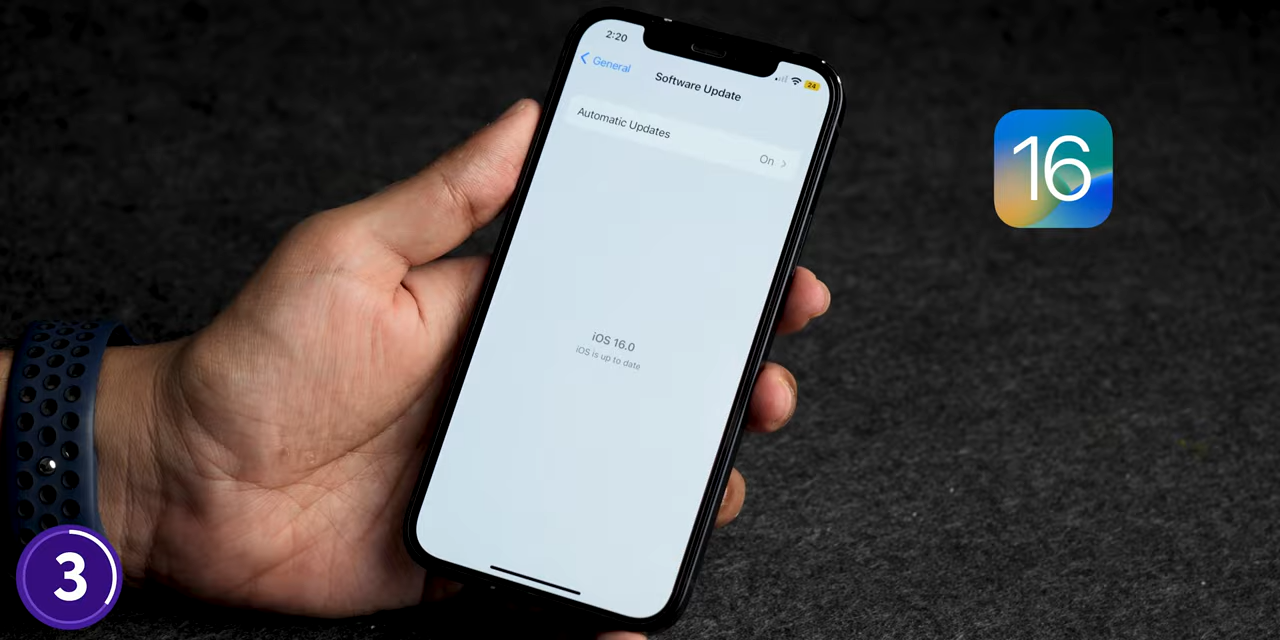 2:20
24
General
Software Update
Automatic Updates
On
iOS 16.0
iOS is up to date
16
3